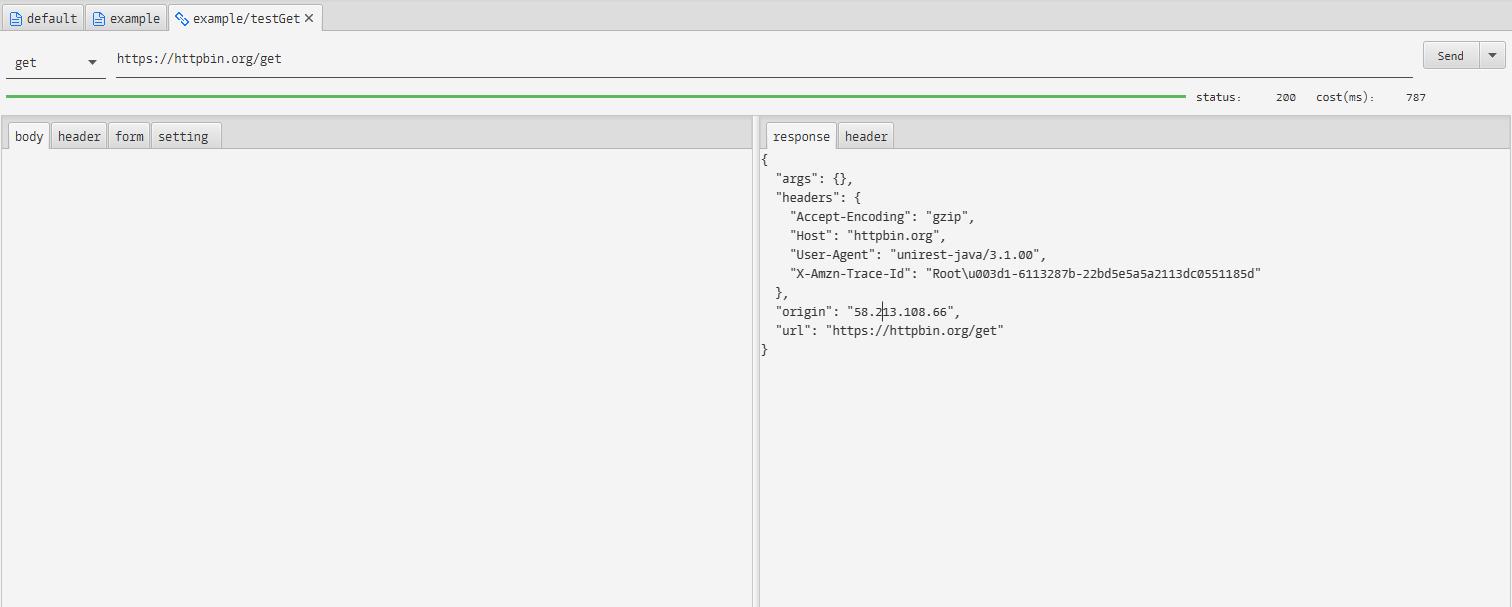 default example example/testGet
get https://httpbin.org/get Send
status: 200 cost(ms): 787
body header form setting response header
{
"args": {},
"headers": {
"Accept-Encoding": "gzip",
"Host": "httpbin.org",
"User-Agent": "unirest-java/3.1.00",
"X-Amzn-Trace-Id": "Root\u003d1-6113287b-22bd5e5a5a2113dc0551185d"
},
"origin": "58.213.108.66",
"url": "https://httpbin.org/get"
}